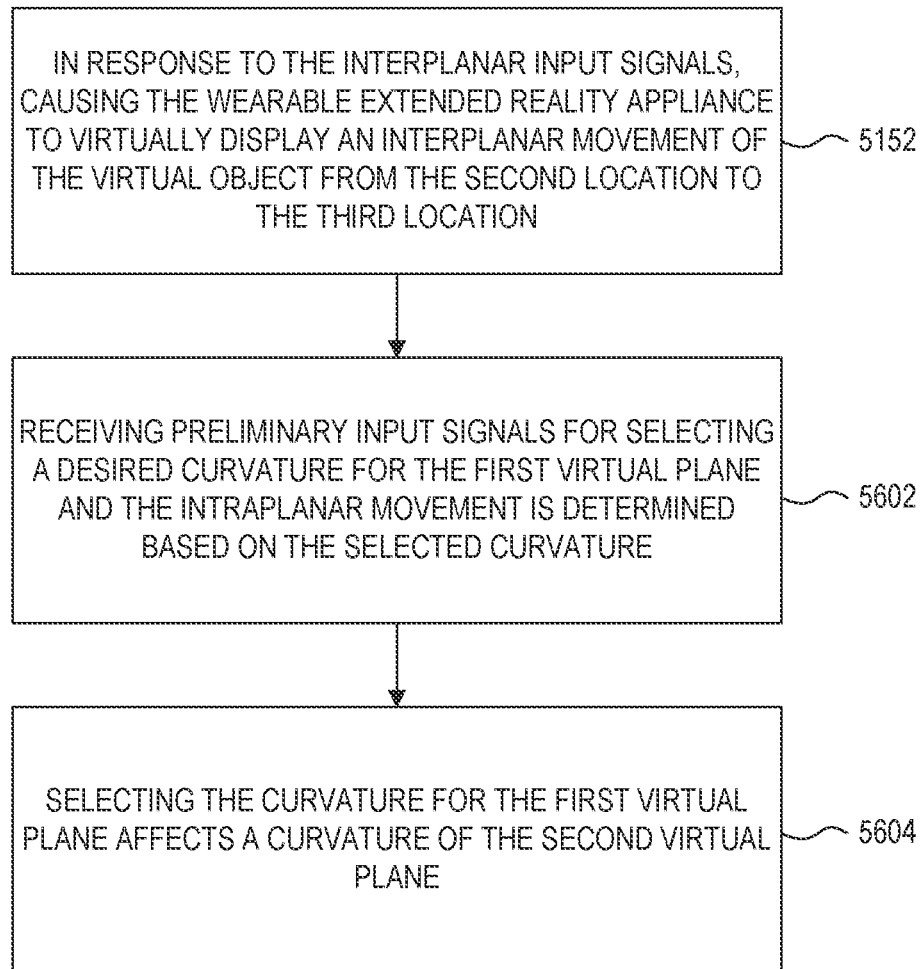 IN RESPONSE TO THE INTERPLANAR INPUT SIGNALS,
CAUSING THE WEARABLE EXTENDED REALITY APPLIANCE
TO VIRTUALLY DISPLAY AN INTERPLANAR MOVEMENT OF
THE VIRTUAL OBJECT FROM THE SECOND LOCATION TO
THE THIRD LOCATION
5152
RECEIVING PRELIMINARY INPUT SIGNALS FOR SELECTING
A DESIRED CURVATURE FOR THE FIRST VIRTUAL PLANE
AND THE INTRAPLANAR MOVEMENT IS DETERMINED
BASED ON THE SELECTED CURVATURE
5602
SELECTING THE CURVATURE FOR THE FIRST VIRTUAL
PLANE AFFECTS A CURVATURE OF THE SECOND VIRTUAL
PLANE
5604